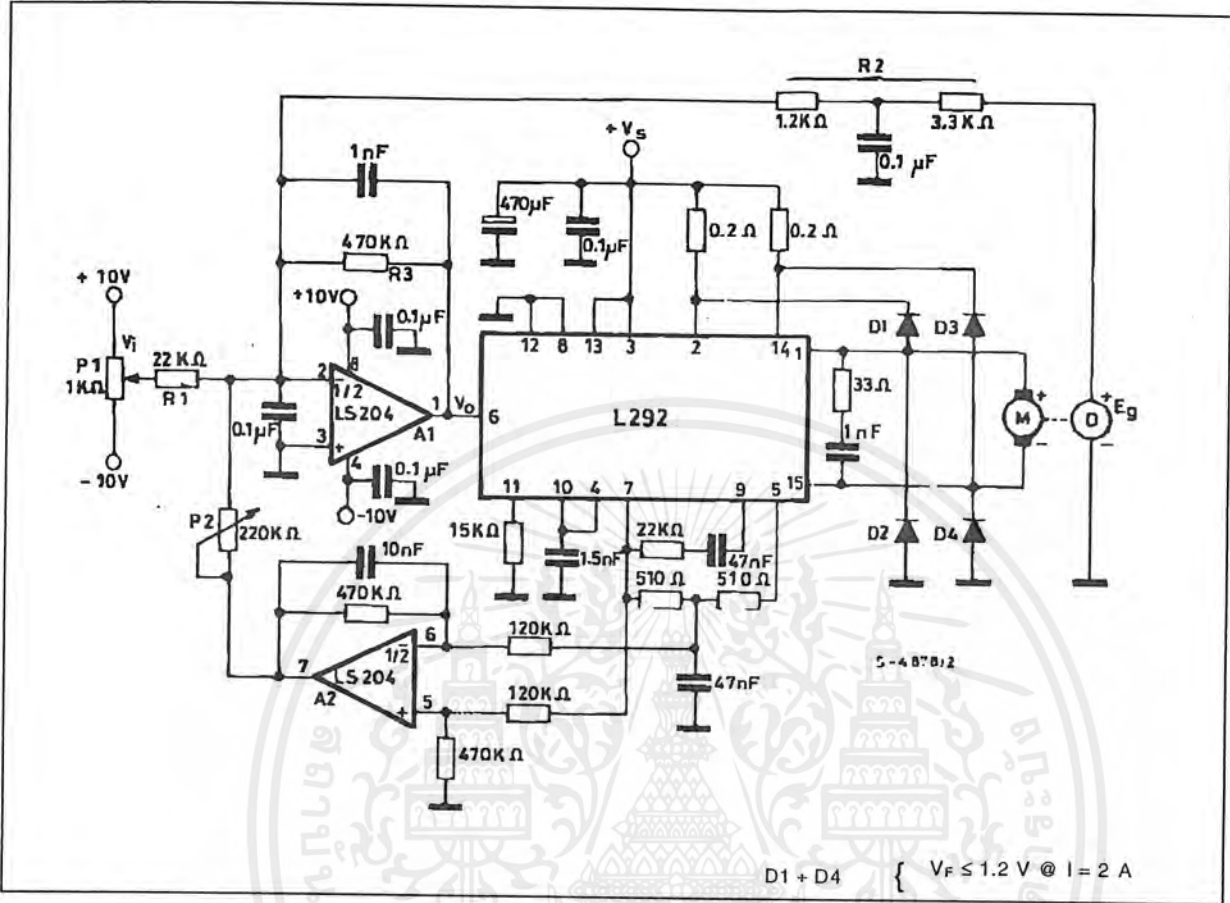 R2
1.2KΩ
3.3KΩ
0.1 µF
+ Vs
1nF
470µF
0.1µF
0.2 Ω
0.2 Ω
470KΩ
R3
+ 10V
+10V
0.1µF
Vi
P1
1KΩ
22 KΩ
R1
- 10V
0.1µF
2
-
1/2
LS204
8
3
+
4
1
A1
Vo
0.1 µF
-10V
12
8
13
3
2
14
1
6
L292
15
11
10
4
7
9
5
D1
D3
33Ω
1nF
M
+
-
D
+
Eg
-
D2
D4
P2
220KΩ
15KΩ
1.5nF
22KΩ
47nF
510 Ω
510 Ω
10nF
470KΩ
120KΩ
6
1/2
-
7
LS204
A2
+
5
120KΩ
47nF
470KΩ
D1 + D4 { VF ≤ 1.2 V @ I = 2 A